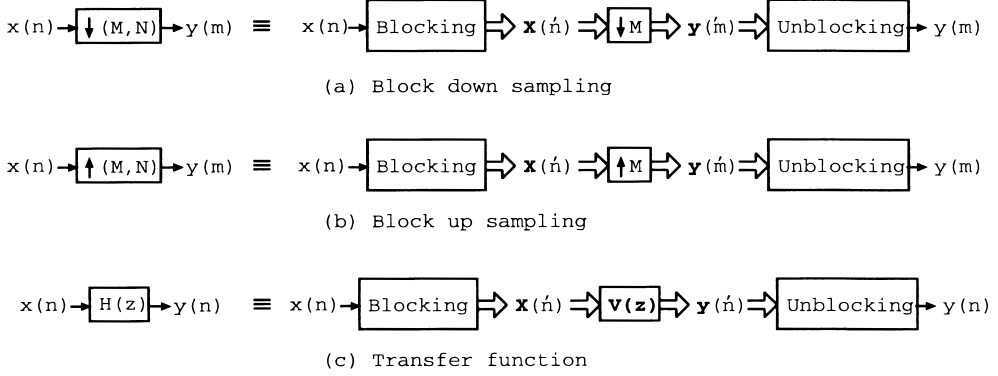 x(n) ↓(M,N) y(m) ≡ x(n) Blocking X(ń) ↓M y(ḿ) Unblocking y(m)
(a) Block down sampling
x(n) ↑(M,N) y(m) ≡ x(n) Blocking X(ń) ↑M y(ḿ) Unblocking y(m)
(b) Block up sampling
x(n) H(z) y(n) ≡ x(n) Blocking X(ń) V(z) y(ń) Unblocking y(n)
(c) Transfer function